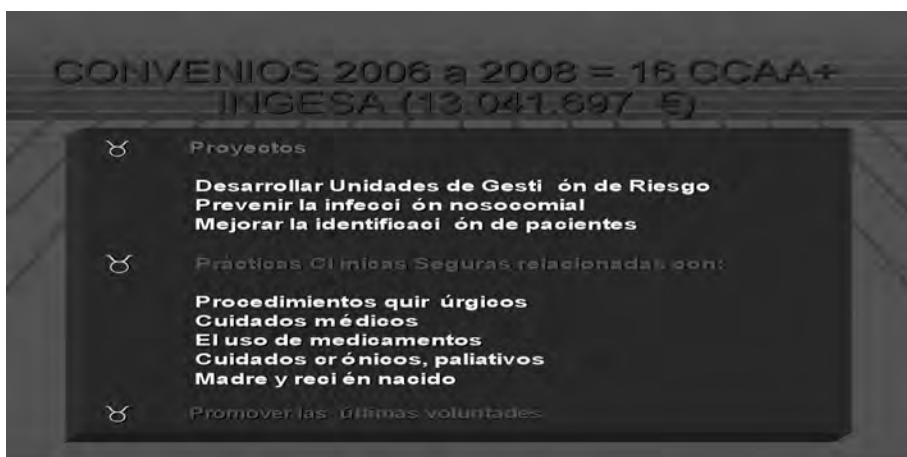 CONVENIOS 2006 a 2008 = 16 CCAA+
INGESA (13.041.697 €)
♉ Proyectos
Desarrollar Unidades de Gesti ón de Riesgo
Prevenir la infecci ón nosocomial
Mejorar la identificaci ón de pacientes
♉ Prácticas Cl ínicas Seguras relacionadas con:
Procedimientos quir úrgicos
Cuidados médicos
El uso de medicamentos
Cuidados cr ónicos, paliativos
Madre y reci én nacido
♉ Promover las últimas voluntades